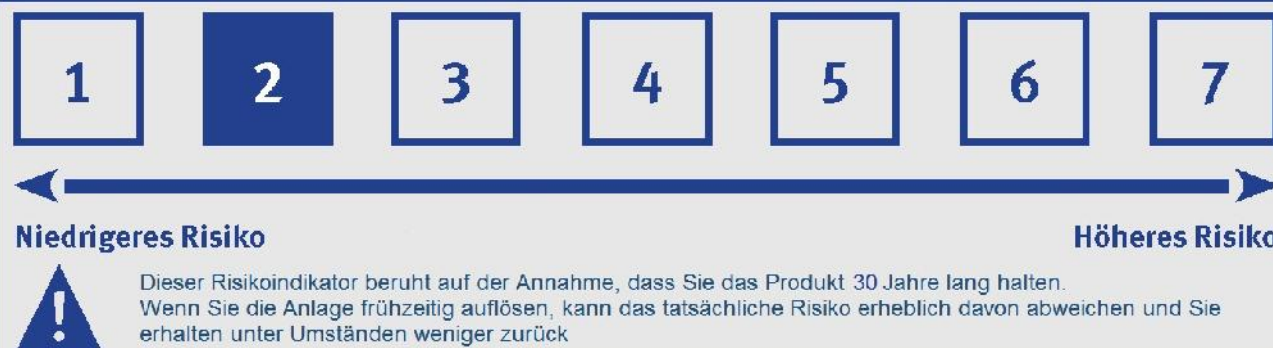 1 2 3 4 5 6 7
Niedrigeres Risiko Höheres Risiko
!
Dieser Risikoindikator beruht auf der Annahme, dass Sie das Produkt 30 Jahre lang halten.
Wenn Sie die Anlage frühzeitig auflösen, kann das tatsächliche Risiko erheblich davon abweichen und Sie
erhalten unter Umständen weniger zurück